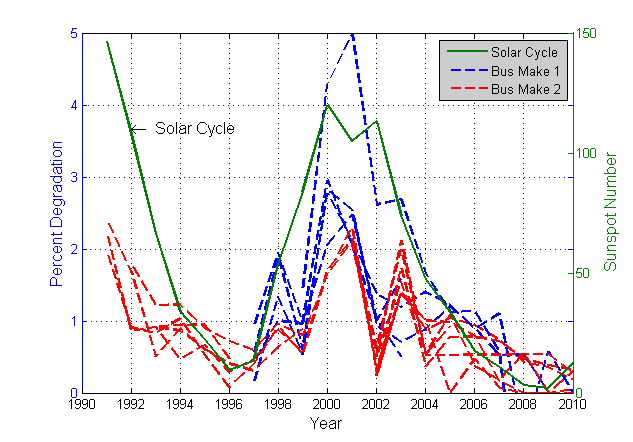 5
4
3
2
1
0
150
100
50
0
Solar Cycle
Bus Make 1
Bus Make 2
Solar Cycle
Percent Degradation
Sunspot Number
1990 1992 1994 1996 1998 2000 2002 2004 2006 2008 2010
Year